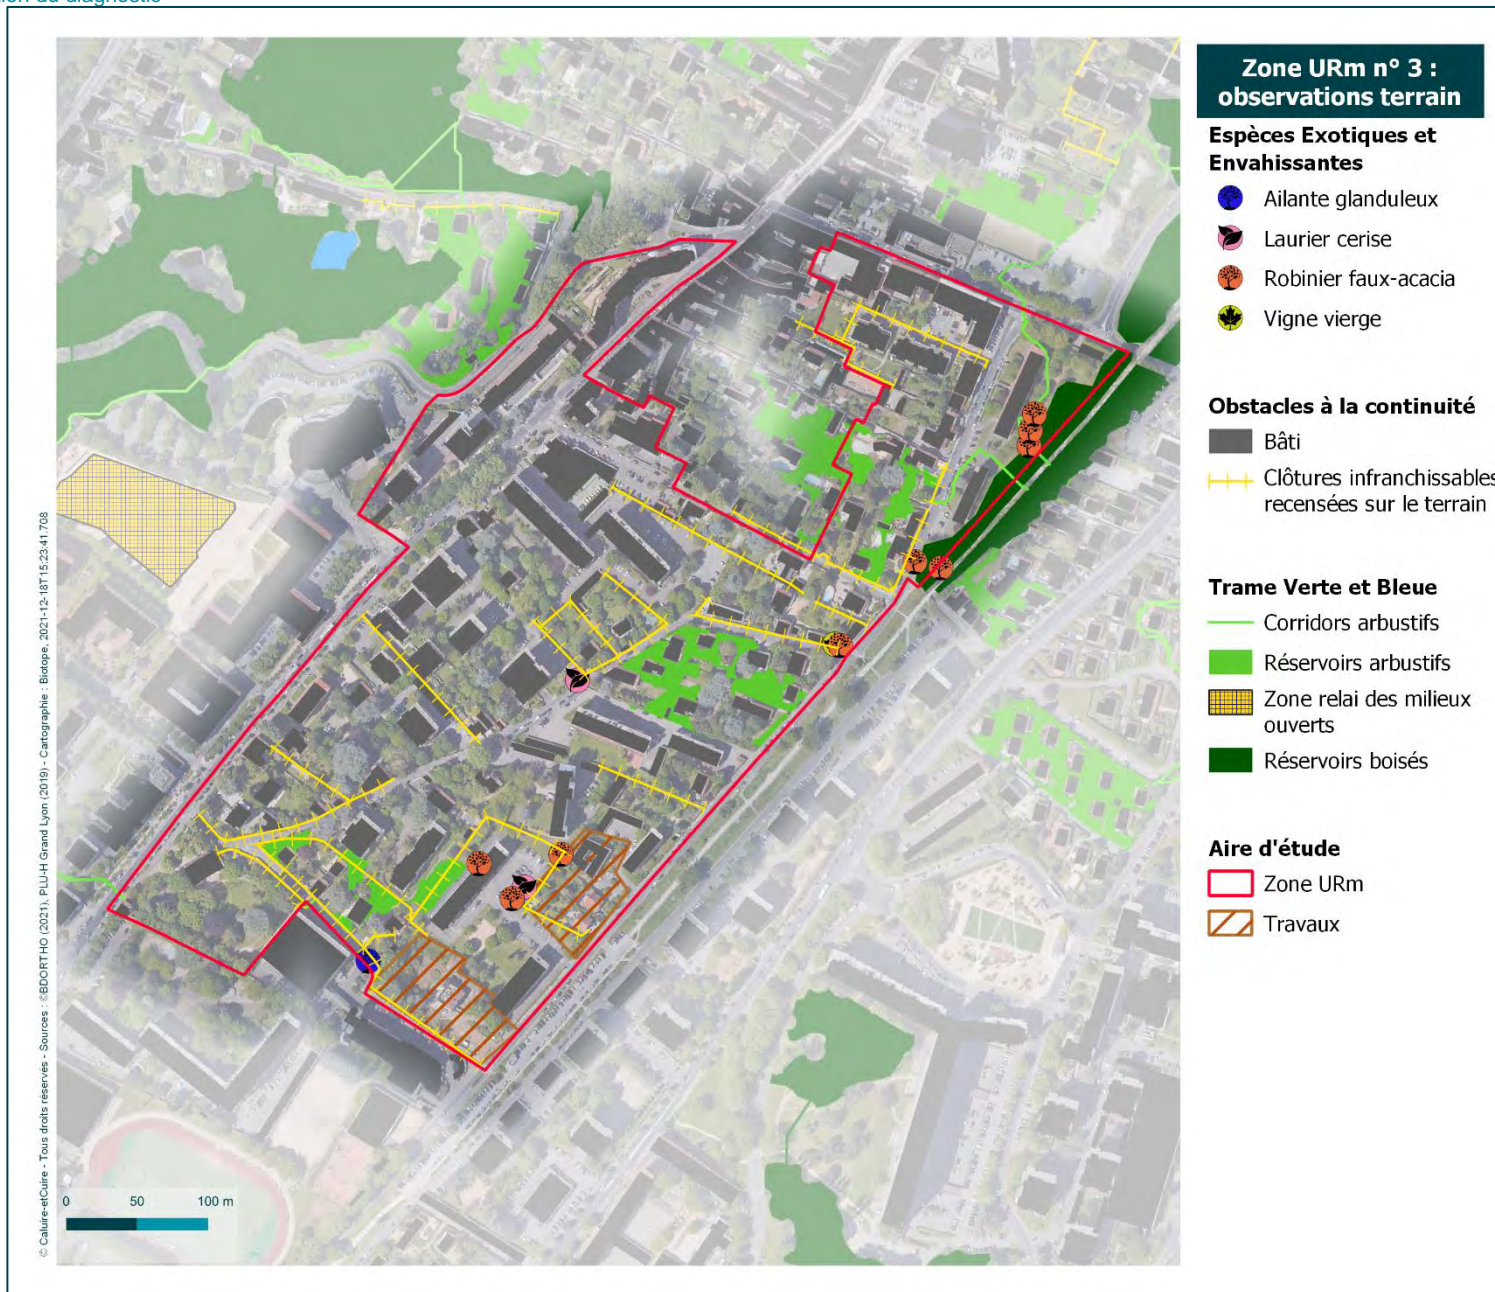 Zone URm n° 3 :
observations terrain
Espèces Exotiques et
Envahissantes
Ailante glanduleux
Laurier cerise
Robinier faux-acacia
Vigne vierge
Obstacles à la continuité
Bâti
Clôtures infranchissables
recensées sur le terrain
Trame Verte et Bleue
Corridors arbustifs
Réservoirs arbustifs
Zone relai des milieux
ouverts
Réservoirs boisés
Aire d'étude
Zone URm
Travaux
0 50 100 m
© Caluire-etCuire - Tous droits réservés - Sources : ©BDORTHO (2021), PLU-H Grand Lyon (2019) - Cartographie : Biotope, 2021-12-18T15:23:41.708